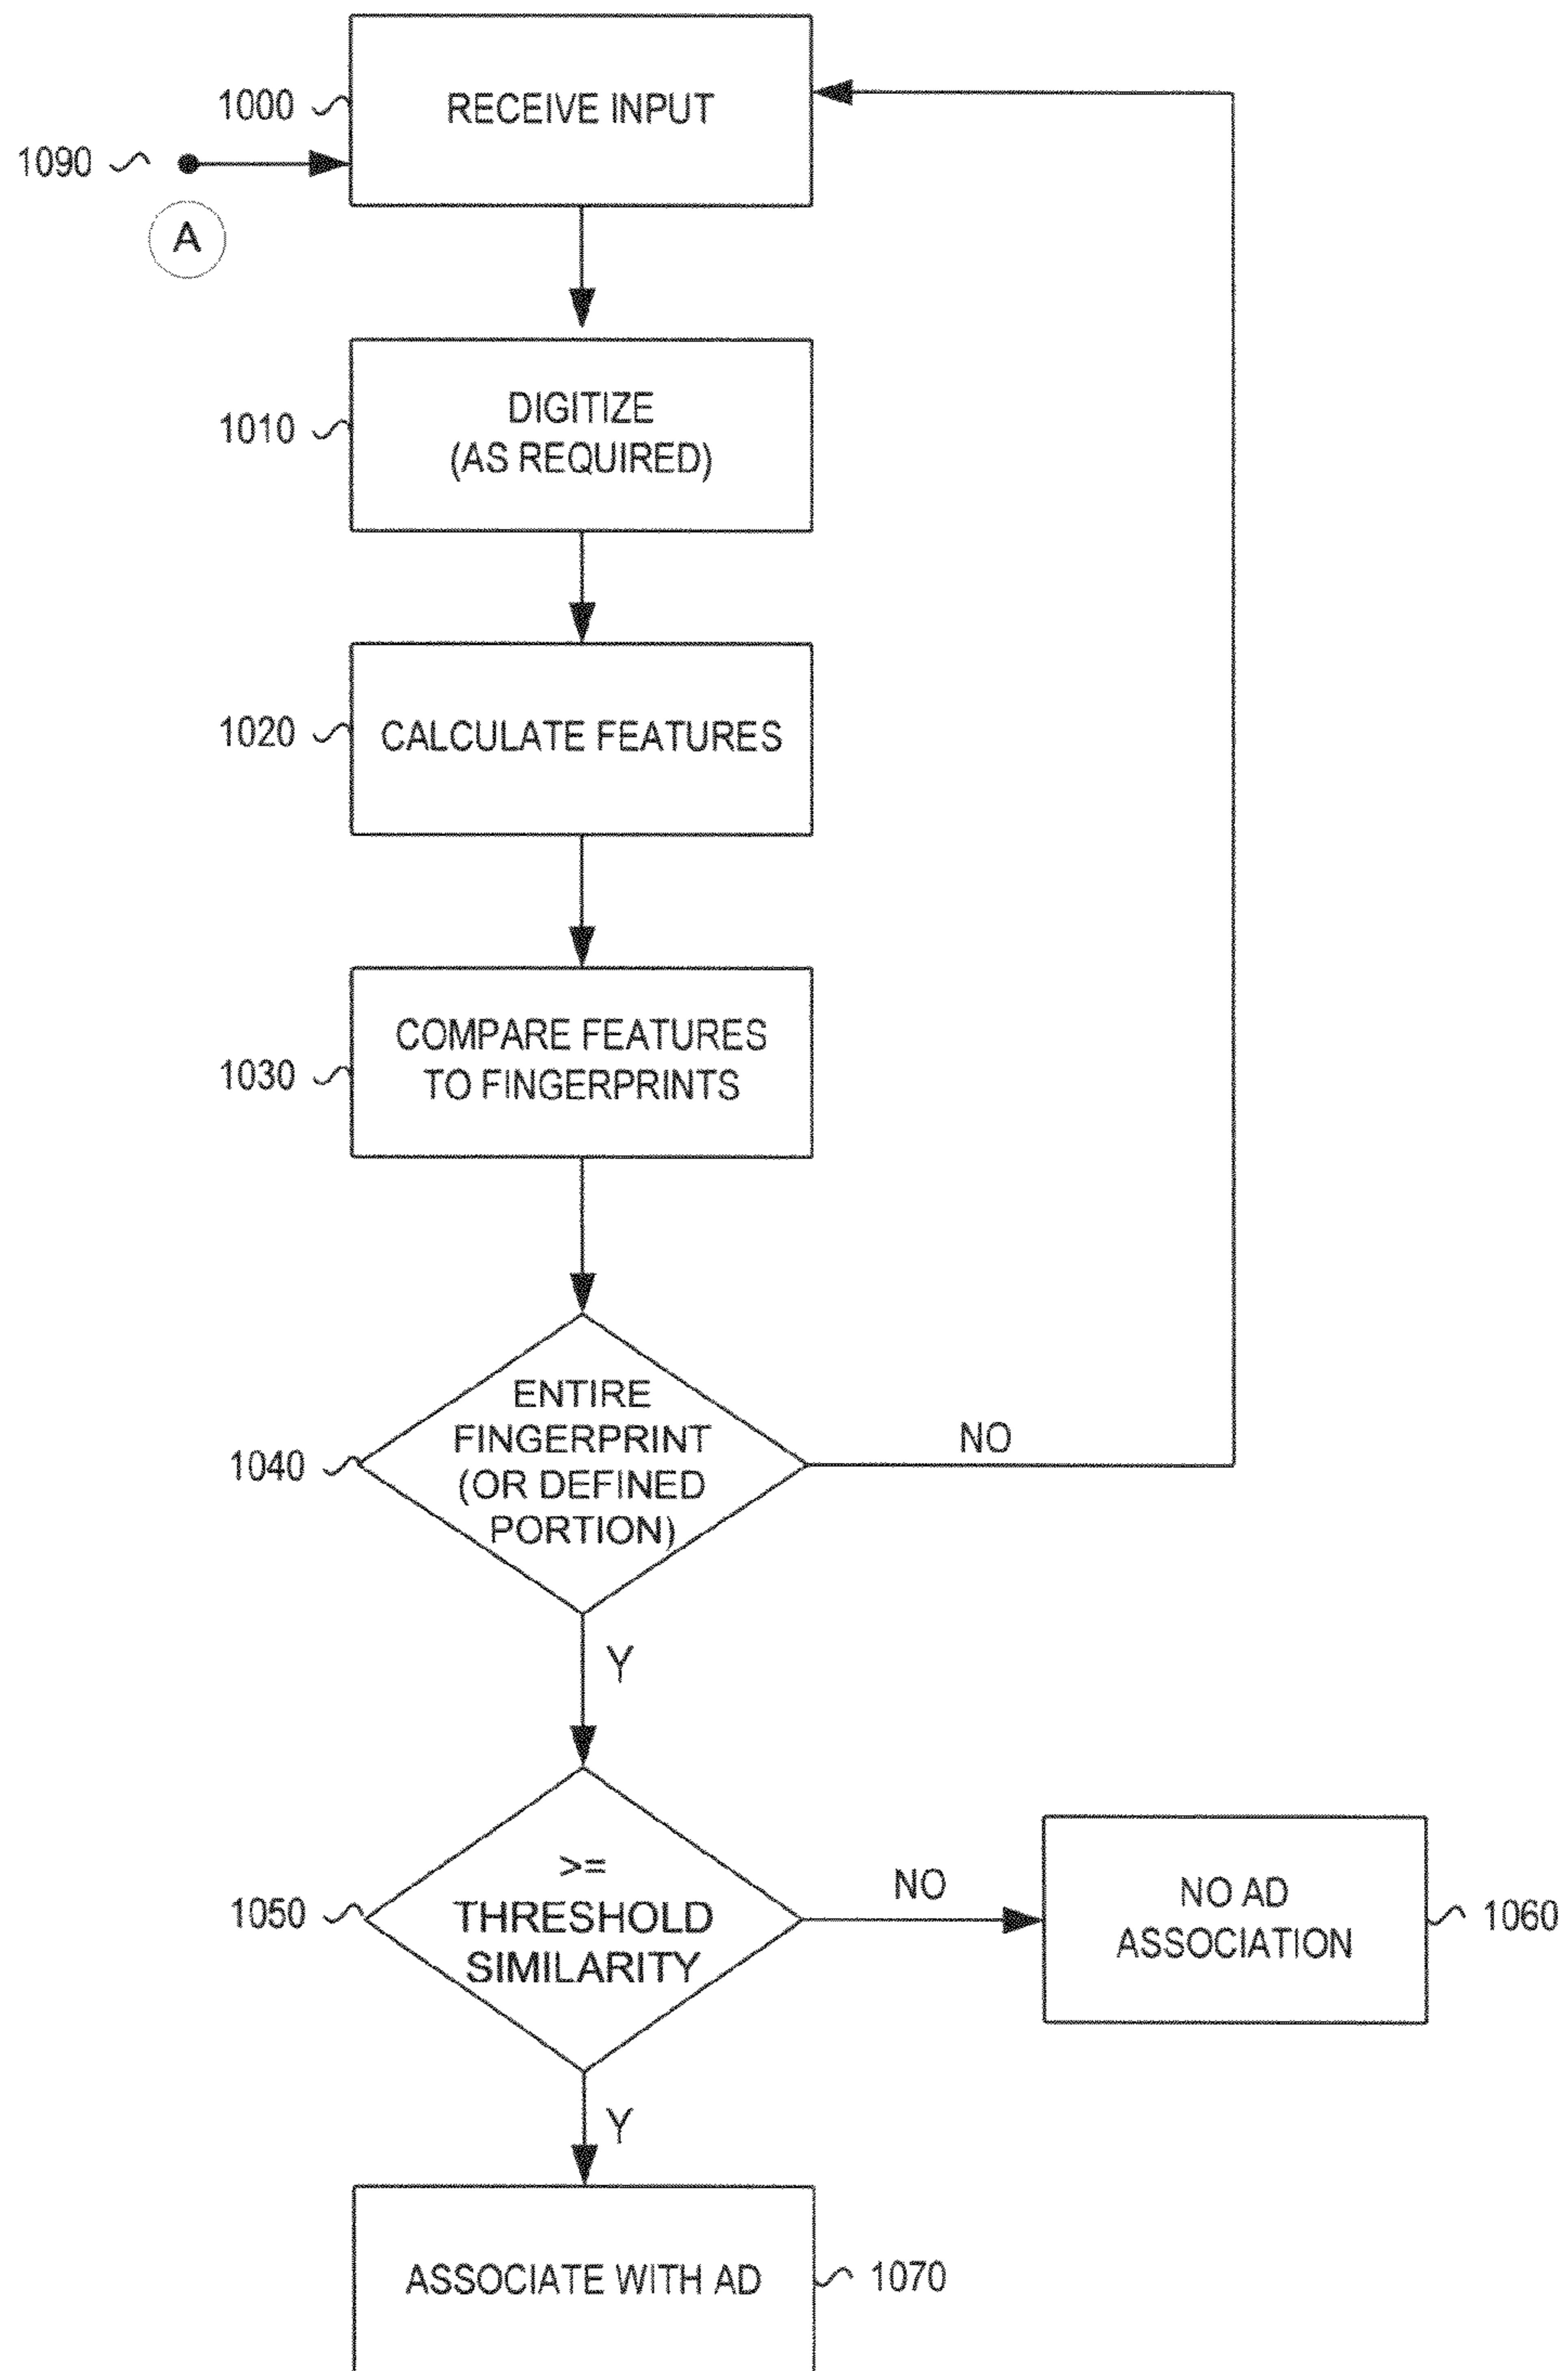 1000
RECEIVE INPUT
1090
A
1010
DIGITIZE
(AS REQUIRED)
1020
CALCULATE FEATURES
1030
COMPARE FEATURES
TO FINGERPRINTS
1040
ENTIRE
FINGERPRINT
(OR DEFINED
PORTION)
NO
Y
1050
>=
THRESHOLD
SIMILARITY
NO
NO AD
ASSOCIATION
1060
Y
ASSOCIATE WITH AD
1070